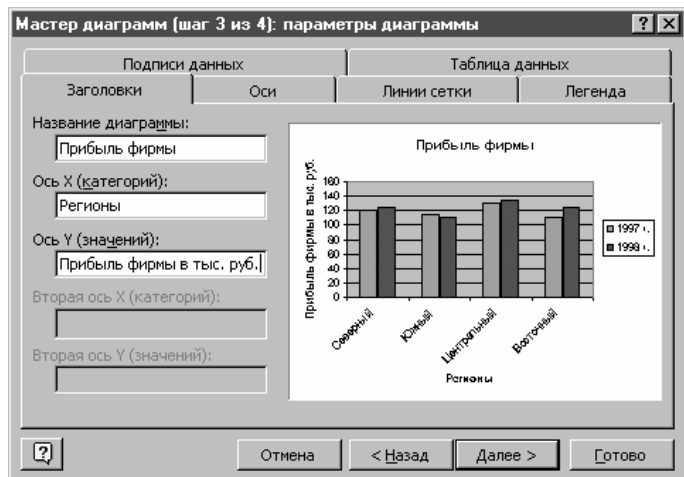 Мастер диаграмм (шаг 3 из 4): параметры диаграммы
Подписи данных
Таблица данных
Заголовки
Оси
Линии сетки
Легенда
Название диаграммы:
Прибыль фирмы
Ось X (категорий):
Регионы
Ось Y (значений):
Прибыль фирмы в тыс. руб.
Вторая ось X (категорий):
Вторая ось Y (значений):
Прибыль фирмы
Прибыль фирмы в тыс. руб.
160
140
120
100
80
60
40
20
0
Северный
Южный
Центральный
Восточный
Регионы
1997 г.
1998 г.
Отмена
< Назад
Далее >
Готово